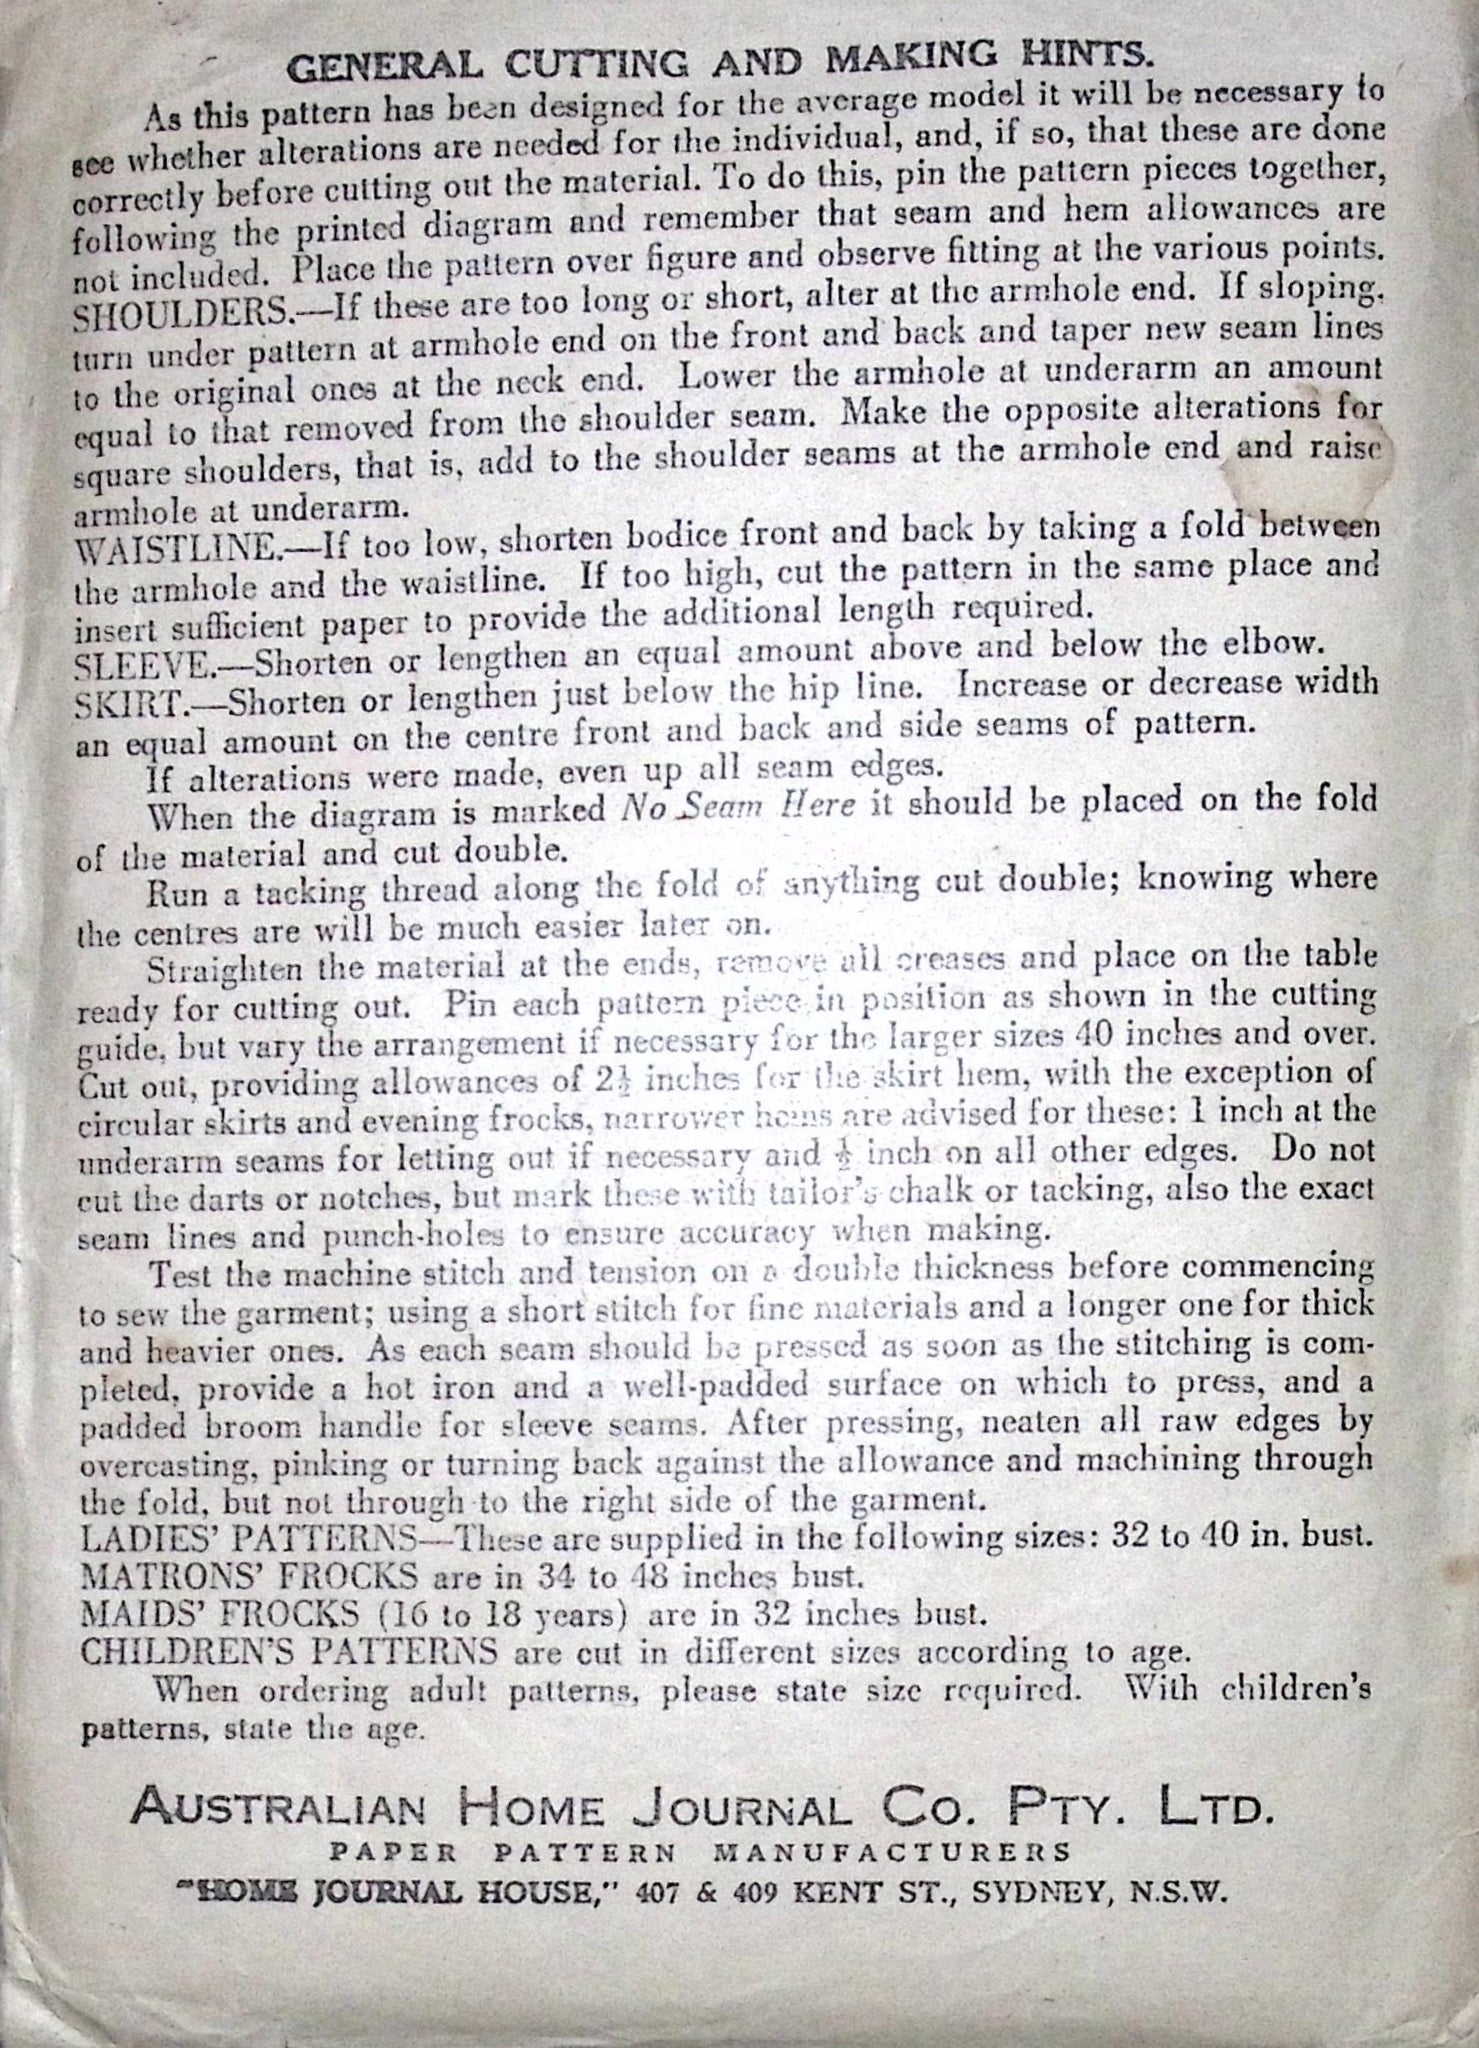 GENERAL CUTTING AND MAKING HINTS.
As this pattern has been designed for the average model it will be necessary to
see whether alterations are needed for the individual, and, if so, that these are done
correctly before cutting out the material. To do this, pin the pattern pieces together,
following the printed diagram and remember that seam and hem allowances are
not included. Place the pattern over figure and observe fitting at the various points.
SHOULDERS.—If these are too long or short, alter at the armhole end. If sloping,
turn under pattern at armhole end on the front and back and taper new seam lines
to the original ones at the neck end. Lower the armhole at underarm an amount
equal to that removed from the shoulder seam. Make the opposite alterations for
square shoulders, that is, add to the shoulder seams at the armhole end and raise
armhole at underarm.
WAISTLINE.—If too low, shorten bodice front and back by taking a fold between
the armhole and the waistline. If too high, cut the pattern in the same place and
insert sufficient paper to provide the additional length required.
SLEEVE.—Shorten or lengthen an equal amount above and below the elbow.
SKIRT.—Shorten or lengthen just below the hip line. Increase or decrease width
an equal amount on the centre front and back and side seams of pattern.
If alterations were made, even up all seam edges.
When the diagram is marked No Seam Here it should be placed on the fold
of the material and cut double.
Run a tacking thread along the fold of anything cut double; knowing where
the centres are will be much easier later on.
Straighten the material at the ends, remove all creases and place on the table
ready for cutting out. Pin each pattern piece in position as shown in the cutting
guide, but vary the arrangement if necessary for the larger sizes 40 inches and over.
Cut out, providing allowances of 2½ inches for the skirt hem, with the exception of
circular skirts and evening frocks, narrower hems are advised for these: 1 inch at the
underarm seams for letting out if necessary and ½ inch on all other edges. Do not
cut the darts or notches, but mark these with tailor's chalk or tacking, also the exact
seam lines and punch-holes to ensure accuracy when making.
Test the machine stitch and tension on a double thickness before commencing
to sew the garment; using a short stitch for fine materials and a longer one for thick
and heavier ones. As each seam should be pressed as soon as the stitching is com-
pleted, provide a hot iron and a well-padded surface on which to press, and a
padded broom handle for sleeve seams. After pressing, neaten all raw edges by
overcasting, pinking or turning back against the allowance and machining through
the fold, but not through to the right side of the garment.
LADIES' PATTERNS—These are supplied in the following sizes: 32 to 40 in. bust.
MATRONS' FROCKS are in 34 to 48 inches bust.
MAIDS' FROCKS (16 to 18 years) are in 32 inches bust.
CHILDREN'S PATTERNS are cut in different sizes according to age.
When ordering adult patterns, please state size required. With children's
patterns, state the age.
AUSTRALIAN HOME JOURNAL CO. PTY. LTD.
PAPER PATTERN MANUFACTURERS
"HOME JOURNAL HOUSE," 407 & 409 KENT ST., SYDNEY, N.S.W.